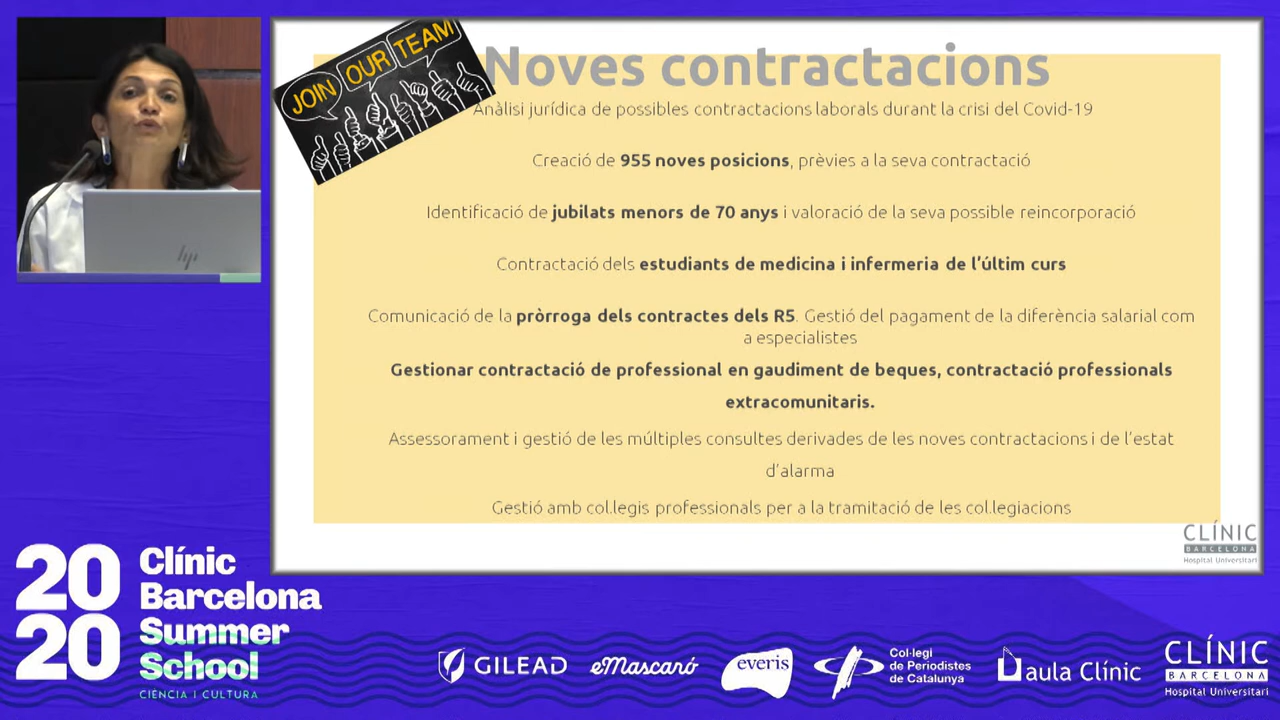 JOIN OUR TEAM
Noves contractacions
Anàlisi jurídica de possibles contractacions laborals durant la crisi del Covid-19
Creació de 955 noves posicions, prèvies a la seva contractació
Identificació de jubilats menors de 70 anys i valoració de la seva possible reincorporació
Contractació dels estudiants de medicina i infermeria de l'últim curs
Comunicació de la pròrroga dels contractes dels R5. Gestió del pagament de la diferència salarial com
a especialistes
Gestionar contractació de professional en gaudiment de beques, contractació professionals
extracomunitaris.
Assessorament i gestió de les múltiples consultes derivades de les noves contractacions i de l'estat
d'alarma
Gestió amb col.legis professionals per a la tramitació de les col.legiacions
CLÍNIC
BARCELONA
Hospital Universitari
hp
2020
Clínic
Barcelona
Summer
School
CIÈNCIA I CULTURA
GILEAD
eMascaró
everis
Col·legi
de Periodistes
de Catalunya
aula Clínic
CLÍNIC
BARCELONA
Hospital Universitari